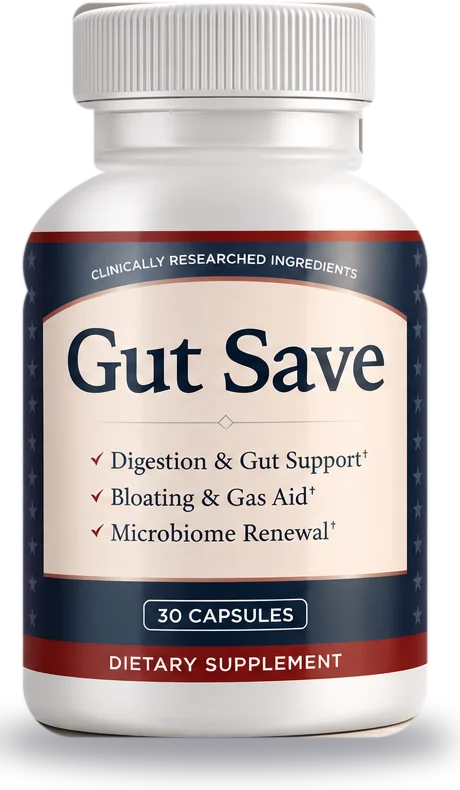 CLINICALLY RESEARCHED INGREDIENTS
Gut Save
✓ Digestion & Gut Support†
✓ Bloating & Gas Aid†
✓ Microbiome Renewal†
30 CAPSULES
DIETARY SUPPLEMENT